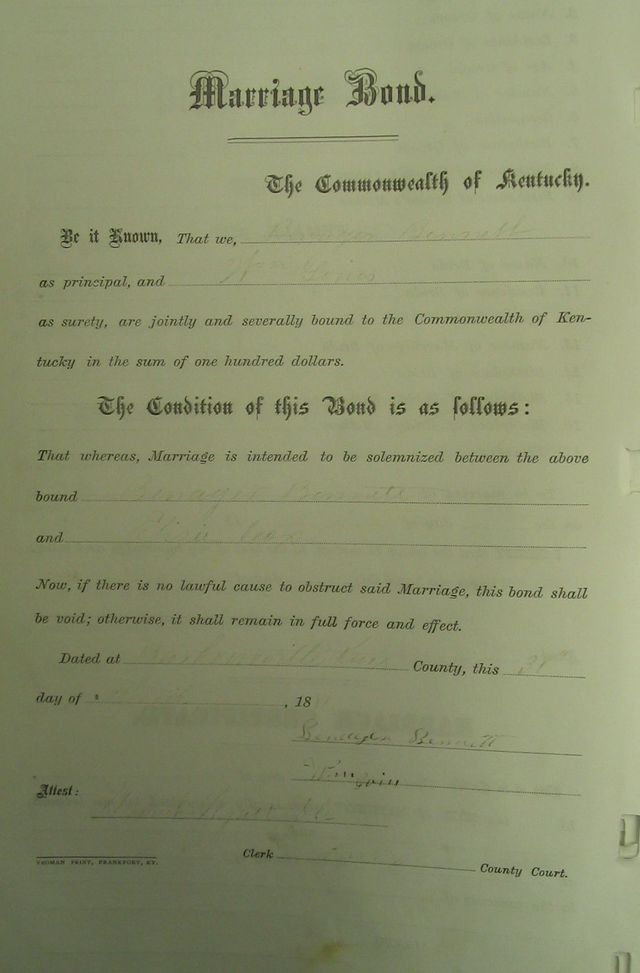 Marriage Bond.
The Commonwealth of Kentucky.
Be it Known, That we, Bennett
as principal, and Wm
as surety, are jointly and severally bound to the Commonwealth of Ken-
tucky in the sum of one hundred dollars.
The Condition of this Bond is as follows:
That whereas, Marriage is intended to be solemnized between the above
bound Bennett
and
Now, if there is no lawful cause to obstruct said Marriage, this bond shall
be void; otherwise, it shall remain in full force and effect.
Dated at County, this
day of , 18
Bennett
Wm
Attest:
Clerk County Court.
YEOMAN PRINT, FRANKFORT, KY.